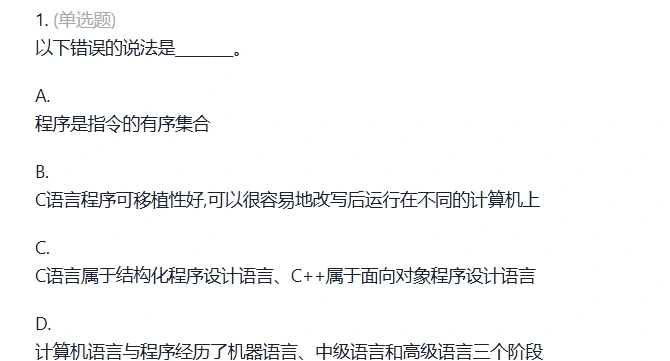 1. (单选题)
以下错误的说法是______。
A.
程序是指令的有序集合
B.
C语言程序可移植性好,可以很容易地改写后运行在不同的计算机上
C.
C语言属于结构化程序设计语言、C++属于面向对象程序设计语言
D.
计算机语言与程序经历了机器语言、中级语言和高级语言三个阶段